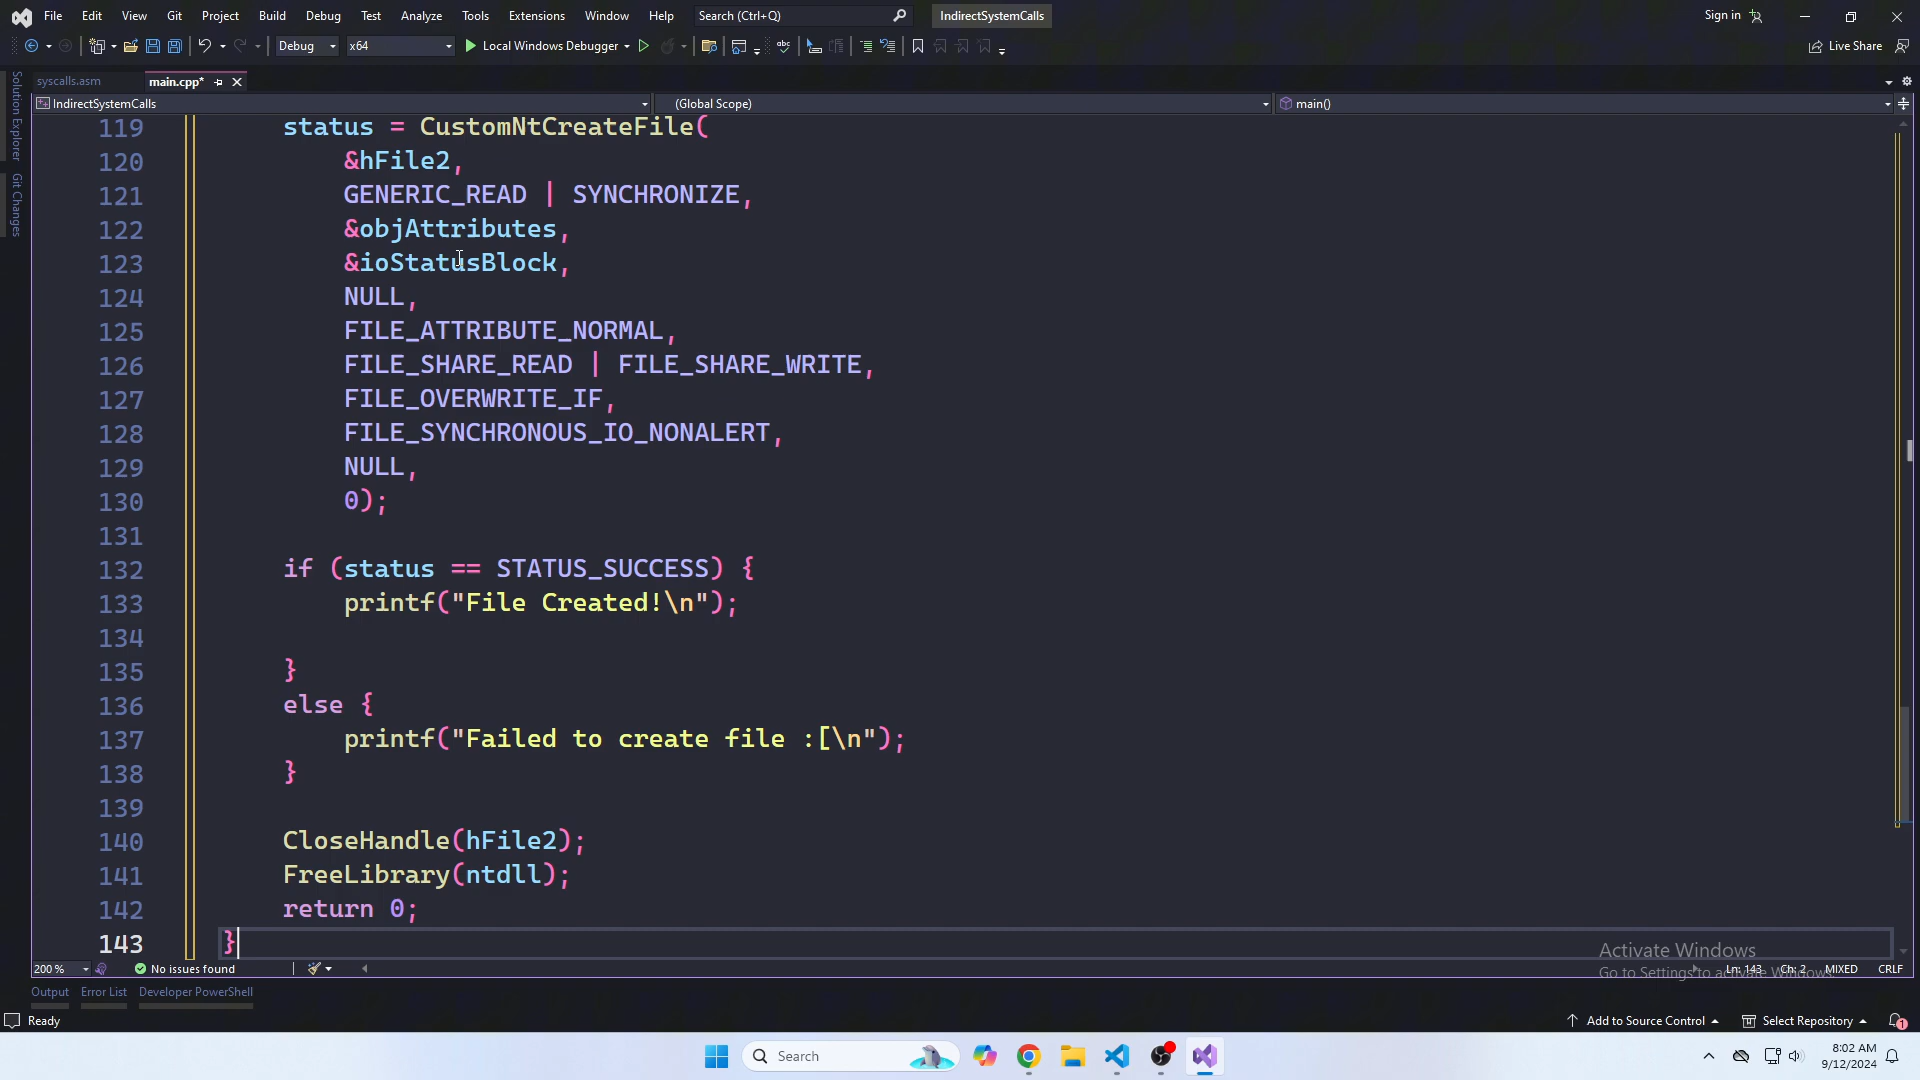 File Edit View Git Project Build Debug Test Analyze Tools Extensions Window Help Search (Ctrl+Q) IndirectSystemCalls Sign in
Debug x64 Local Windows Debugger Live Share
syscalls.asm main.cpp*
IndirectSystemCalls (Global Scope) main()
Solution Explorer
Git Changes
119 status = CustomNtCreateFile(
120 &hFile2,
121 GENERIC_READ | SYNCHRONIZE,
122 &objAttributes,
123 &ioStatusBlock,
124 NULL,
125 FILE_ATTRIBUTE_NORMAL,
126 FILE_SHARE_READ | FILE_SHARE_WRITE,
127 FILE_OVERWRITE_IF,
128 FILE_SYNCHRONOUS_IO_NONALERT,
129 NULL,
130 0);
131
132 if (status == STATUS_SUCCESS) {
133 printf("File Created!\n");
134
135 }
136 else {
137 printf("Failed to create file :[\n");
138 }
139
140 CloseHandle(hFile2);
141 FreeLibrary(ntdll);
142 return 0;
143 }
Activate Windows
Go to Settings to activate Windows.
200 % No issues found Ln: 143 Ch: 2 MIXED CRLF
Output Error List Developer PowerShell
Ready Add to Source Control Select Repository 1
Search 8:02 AM
9/12/2024